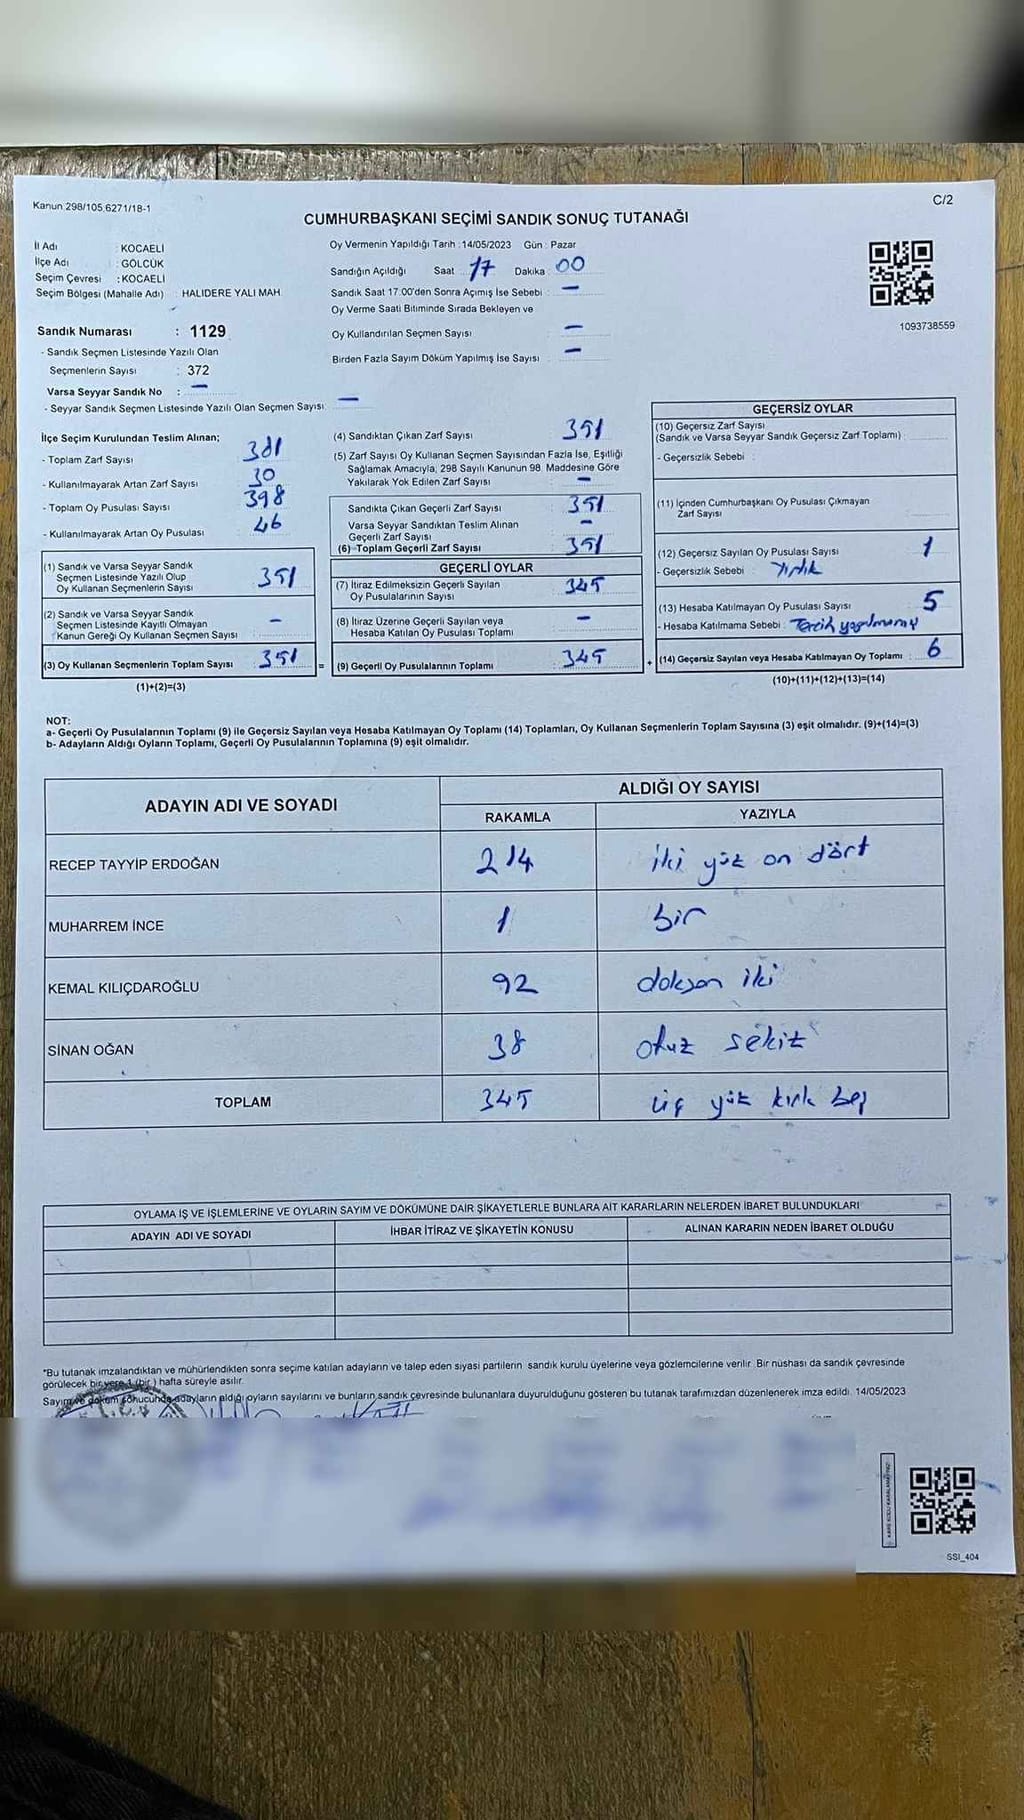 Kanun 298/105,6271/18-1
C/2
CUMHURBAŞKANI SEÇİMİ SANDIK SONUÇ TUTANAĞI
İl Adı : KOCAELİ
İlçe Adı : GÖLCÜK
Seçim Çevresi : KOCAELİ
Seçim Bölgesi (Mahalle Adı) : HALIDERE YALI MAH.
Sandık Numarası : 1129
- Sandık Seçmen Listesinde Yazılı Olan
Seçmenlerin Sayısı : 372
Varsa Seyyar Sandık No : –
- Seyyar Sandık Seçmen Listesinde Yazılı Olan Seçmen Sayısı: –
Oy Vermenin Yapıldığı Tarih : 14/05/2023 Gün : Pazar
Sandığın Açıldığı Saat 17 Dakika 00
Sandık Saat 17.00'den Sonra Açımış İse Sebebi : –
Oy Verme Saati Bitiminde Sırada Bekleyen ve
Oy Kullandırılan Seçmen Sayısı –
Birden Fazla Sayım Döküm Yapılmış İse Sayısı –
1093738559
İlçe Seçim Kurulundan Teslim Alınan;
- Toplam Zarf Sayısı 381
- Kullanılmayarak Artan Zarf Sayısı 30
- Toplam Oy Pusulası Sayısı 398
- Kullanılmayarak Artan Oy Pusulası 46
(1) Sandık ve Varsa Seyyar Sandık
Seçmen Listesinde Yazılı Olup
Oy Kullanan Seçmenlerin Sayısı 351
(2) Sandık ve Varsa Seyyar Sandık
Seçmen Listesinde Kayıtlı Olmayan
Kanun Gereği Oy Kullanan Seçmen Sayısı –
(3) Oy Kullanan Seçmenlerin Toplam Sayısı 351 =
(1)+(2)=(3)
(4) Sandıktan Çıkan Zarf Sayısı 351
(5) Zarf Sayısı Oy Kullanan Seçmen Sayısından Fazla İse, Eşitliği
Sağlamak Amacıyla, 298 Sayılı Kanunun 98. Maddesine Göre
Yakılarak Yok Edilen Zarf Sayısı –
Sandıkta Çıkan Geçerli Zarf Sayısı 351
Varsa Seyyar Sandıktan Teslim Alınan
Geçerli Zarf Sayısı –
(6) Toplam Geçerli Zarf Sayısı 351
GEÇERLİ OYLAR
(7) İtiraz Edilmeksizin Geçerli Sayılan
Oy Pusulalarının Sayısı 345
(8) İtiraz Üzerine Geçerli Sayılan veya
Hesaba Katılan Oy Pusulası Toplamı –
(9) Geçerli Oy Pusulalarının Toplamı 345 +
GEÇERSİZ OYLAR
(10) Geçersiz Zarf Sayısı
(Sandık ve Varsa Seyyar Sandık Geçersiz Zarf Toplamı) :
- Geçersizlik Sebebi :
(11) İçinden Cumhurbaşkanı Oy Pusulası Çıkmayan
Zarf Sayısı
(12) Geçersiz Sayılan Oy Pusulası Sayısı 1
- Geçersizlik Sebebi : Yırtık
(13) Hesaba Katılmayan Oy Pusulası Sayısı 5
- Hesaba Katılmama Sebebi : Tercih yapılmamış
(14) Geçersiz Sayılan veya Hesaba Katılmayan Oy Toplamı : 6
(10)+(11)+(12)+(13)=(14)
NOT:
a- Geçerli Oy Pusulalarının Toplamı (9) ile Geçersiz Sayılan veya Hesaba Katılmayan Oy Toplamı (14) Toplamları, Oy Kullanan Seçmenlerin Toplam Sayısına (3) eşit olmalıdır. (9)+(14)=(3)
b- Adayların Aldığı Oyların Toplamı, Geçerli Oy Pusulalarının Toplamına (9) eşit olmalıdır.
ADAYIN ADI VE SOYADI
ALDIĞI OY SAYISI
RAKAMLA YAZIYLA
RECEP TAYYİP ERDOĞAN 214 iki yüz on dört
MUHARREM İNCE 1 bir
KEMAL KILIÇDAROĞLU 92 doksan iki
SİNAN OĞAN 38 otuz sekiz
TOPLAM 345 üç yüz kırk beş
OYLAMA İŞ VE İŞLEMLERİNE VE OYLARIN SAYIM VE DÖKÜMÜNE DAİR ŞİKAYETLERLE BUNLARA AİT KARARLARIN NELERDEN İBARET BULUNDUKLARI
ADAYIN ADI VE SOYADI İHBAR İTİRAZ VE ŞİKAYETİN KONUSU ALINAN KARARIN NEDEN İBARET OLDUĞU
*Bu tutanak imzalandıktan ve mühürlendikten sonra seçime katılan adayların ve talep eden siyasi partilerin sandık kurulu üyelerine veya gözlemcilerine verilir. Bir nüshası da sandık çevresinde
görülecek bir yere 1 (bir) hafta süreyle asılır.
Sayım ve döküm sonucunda adayların aldığı oyların sayılarını ve bunların sandık çevresinde bulunanlara duyurulduğunu gösteren bu tutanak tarafımızdan düzenlenerek imza edildi. 14/05/2023
SSI_404